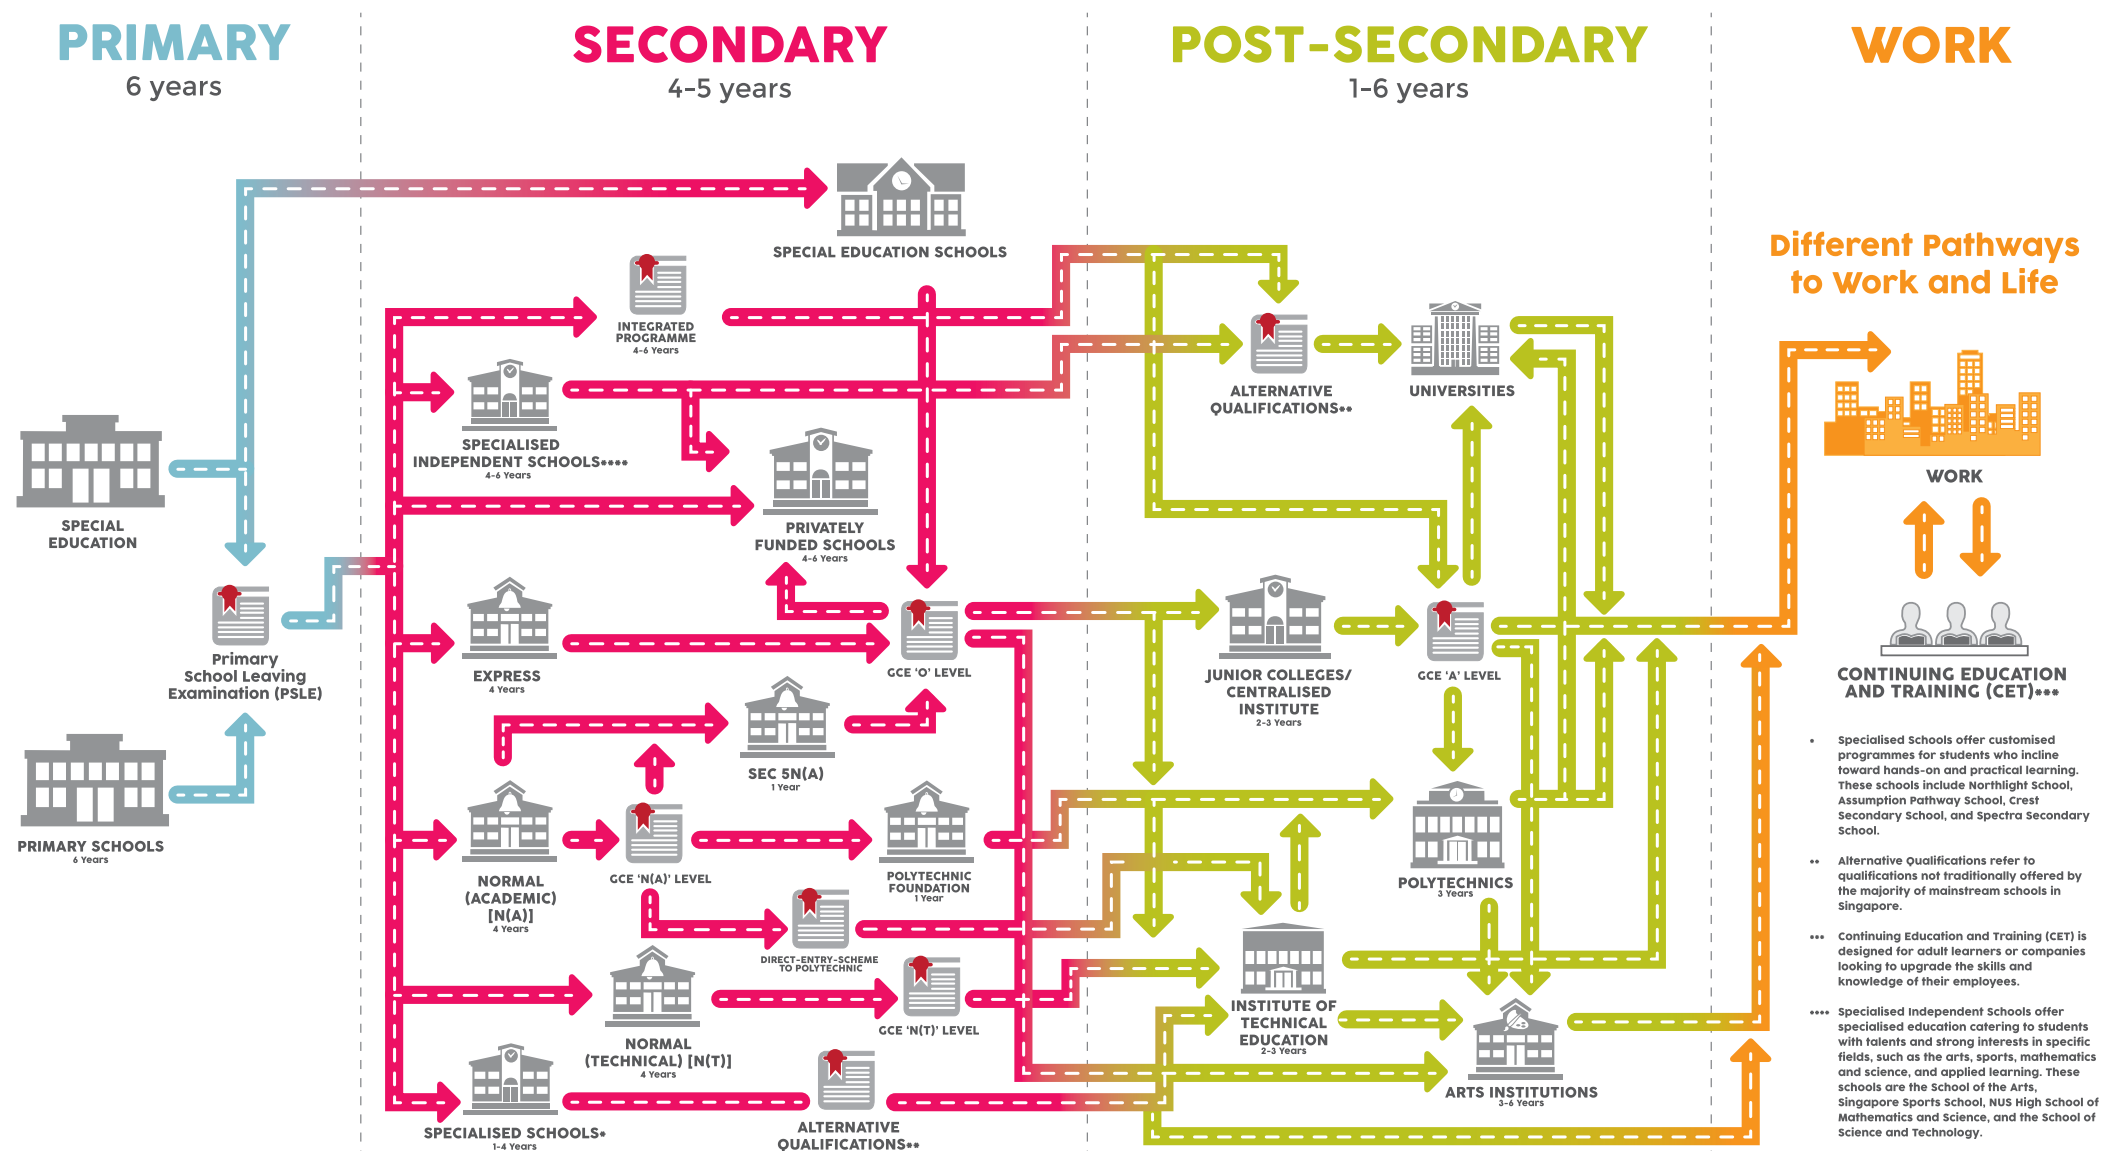 PRIMARY
6 years
SECONDARY
4-5 years
POST-SECONDARY
1-6 years
WORK
SPECIAL EDUCATION SCHOOLS
Different Pathways
to Work and Life
INTEGRATED
PROGRAMME
4-6 Years
ALTERNATIVE
QUALIFICATIONS**
UNIVERSITIES
SPECIALISED
INDEPENDENT SCHOOLS****
4-6 Years
WORK
SPECIAL
EDUCATION
PRIVATELY
FUNDED SCHOOLS
4-6 Years
Primary
School Leaving
Examination (PSLE)
EXPRESS
4 Years
GCE ‘O’ LEVEL
JUNIOR COLLEGES/
CENTRALISED
INSTITUTE
2-3 Years
GCE ‘A’ LEVEL
CONTINUING EDUCATION
AND TRAINING (CET)***
SEC 5N(A)
1 Year
PRIMARY SCHOOLS
6 Years
NORMAL
(ACADEMIC)
[N(A)]
4 Years
GCE ‘N(A)’ LEVEL
POLYTECHNIC
FOUNDATION
1 Year
POLYTECHNICS
3 Years
DIRECT-ENTRY-SCHEME
TO POLYTECHNIC
NORMAL
(TECHNICAL) [N(T)]
4 Years
GCE ‘N(T)’ LEVEL
INSTITUTE OF
TECHNICAL
EDUCATION
2-3 Years
ARTS INSTITUTIONS
3-6 Years
SPECIALISED SCHOOLS*
1-4 Years
ALTERNATIVE
QUALIFICATIONS**
* Specialised Schools offer customised
programmes for students who incline
toward hands-on and practical learning.
These schools include Northlight School,
Assumption Pathway School, Crest
Secondary School, and Spectra Secondary
School.
** Alternative Qualifications refer to
qualifications not traditionally offered by
the majority of mainstream schools in
Singapore.
*** Continuing Education and Training (CET) is
designed for adult learners or companies
looking to upgrade the skills and
knowledge of their employees.
**** Specialised Independent Schools offer
specialised education catering to students
with talents and strong interests in specific
fields, such as the arts, sports, mathematics
and science, and applied learning. These
schools are the School of the Arts,
Singapore Sports School, NUS High School of
Mathematics and Science, and the School of
Science and Technology.